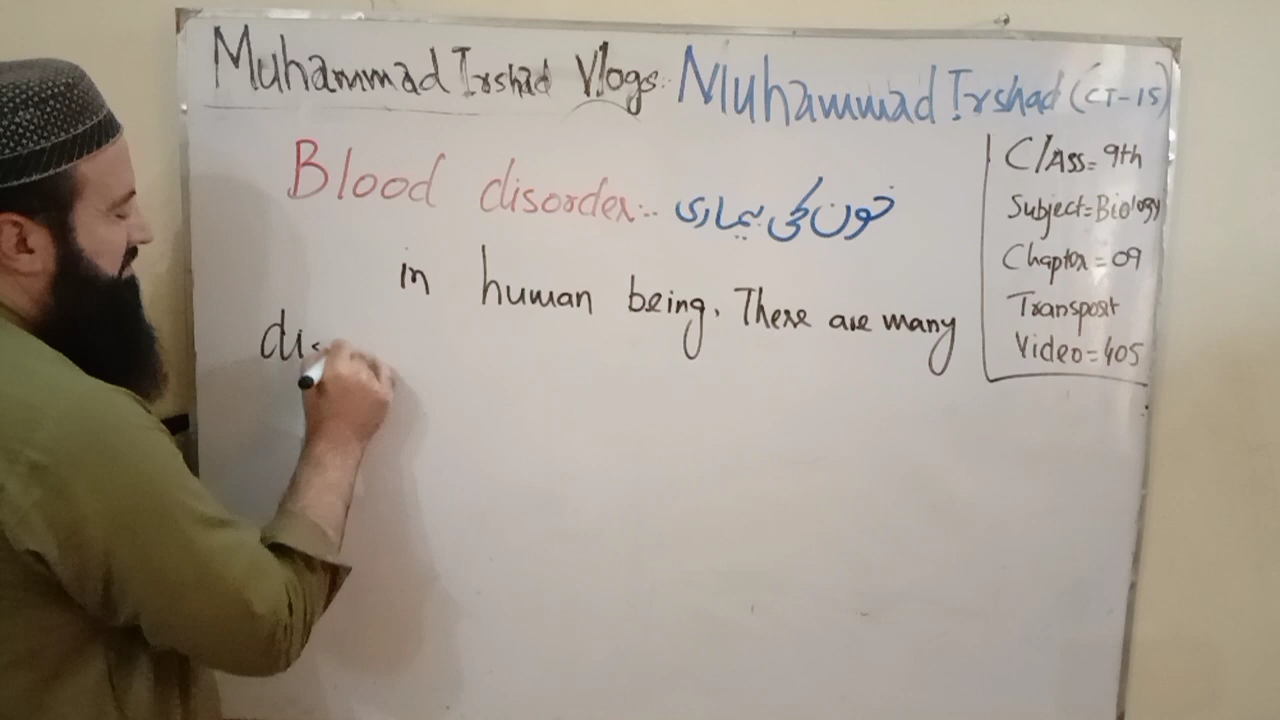 Muhammad Irshad Vlogs. Muhammad Irshad (CT-15)
Blood disorder:.. خون کی بیماری
in human being. There are many
dis
Class=9th
Subject=Biology
Chapter=09
Transport
Video=405